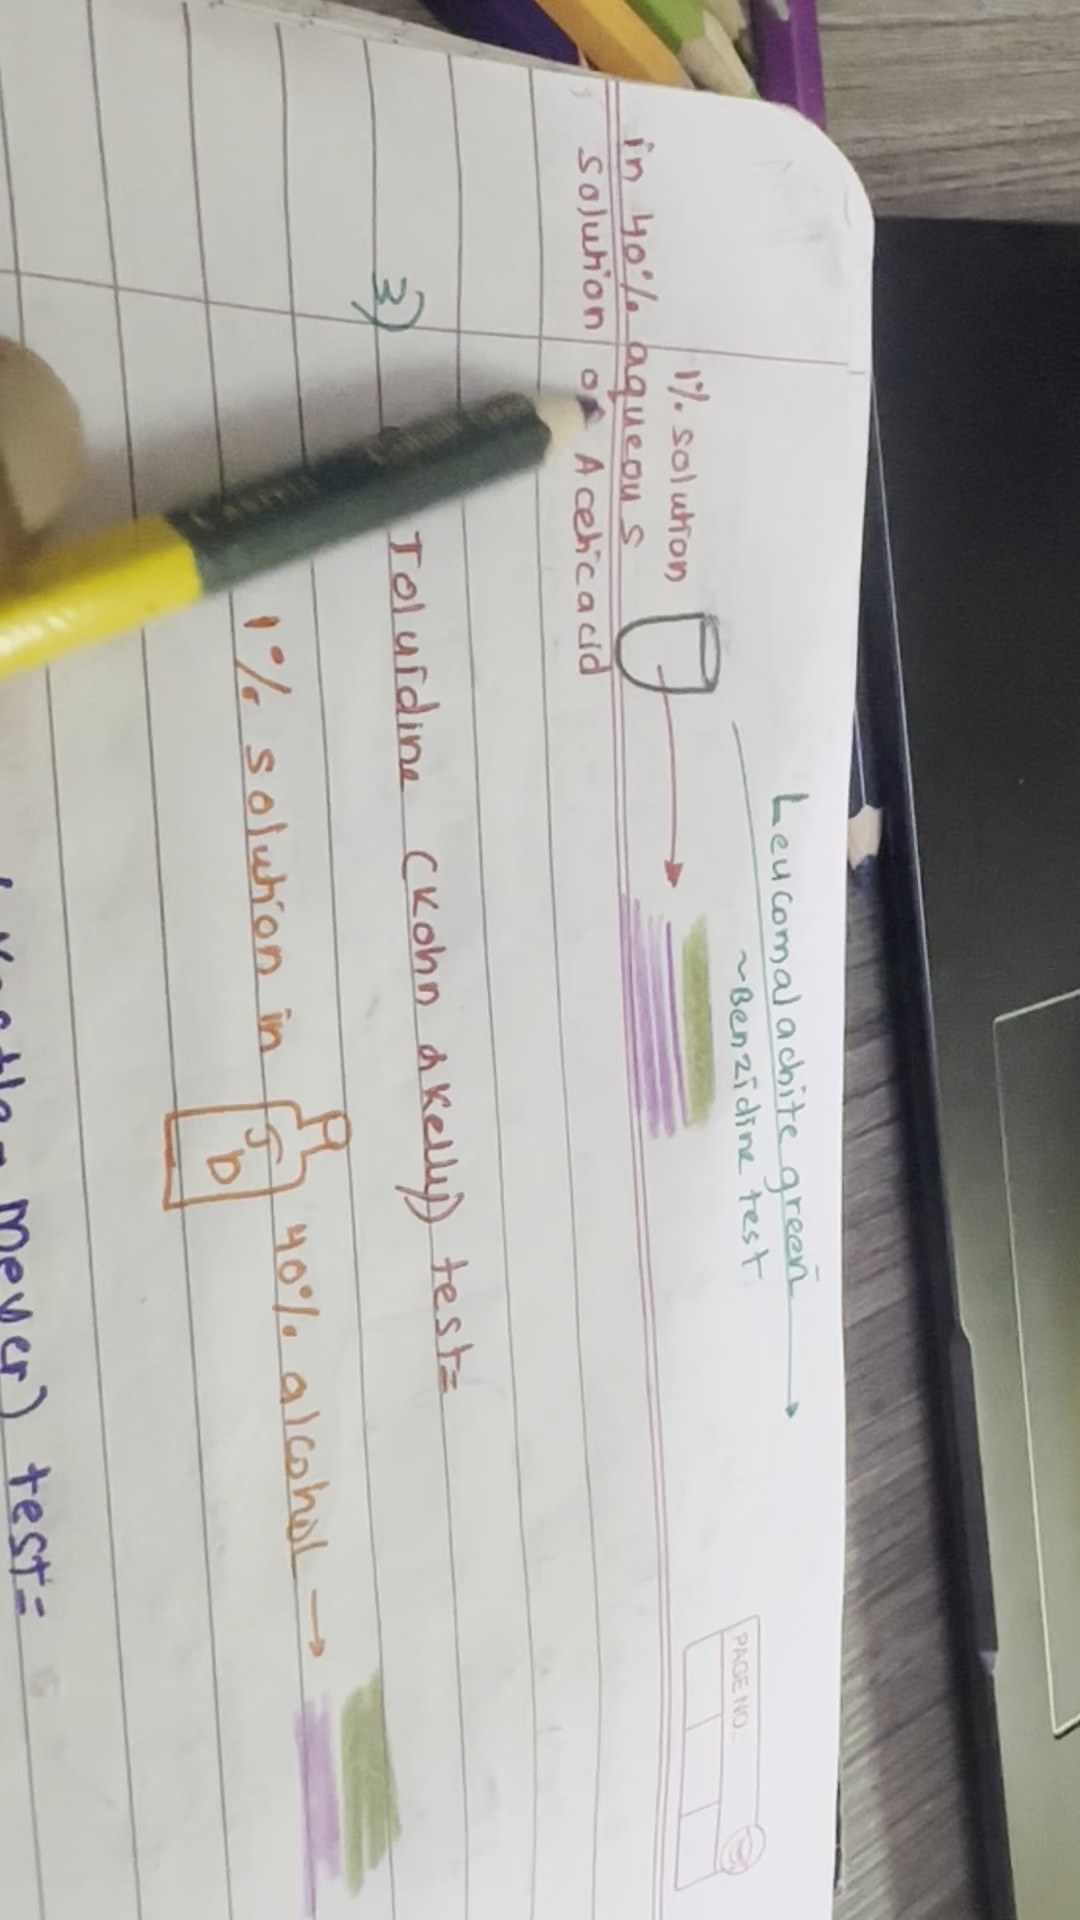 Leucomalachite green
~Benzidine test
PAGE NO.:
1% solution
in 40% aqueous
solution of Acetic acid
3) Toluidine (Kohn & Kelly) test=
1% solution in 40% alcohol →
meyer) test=